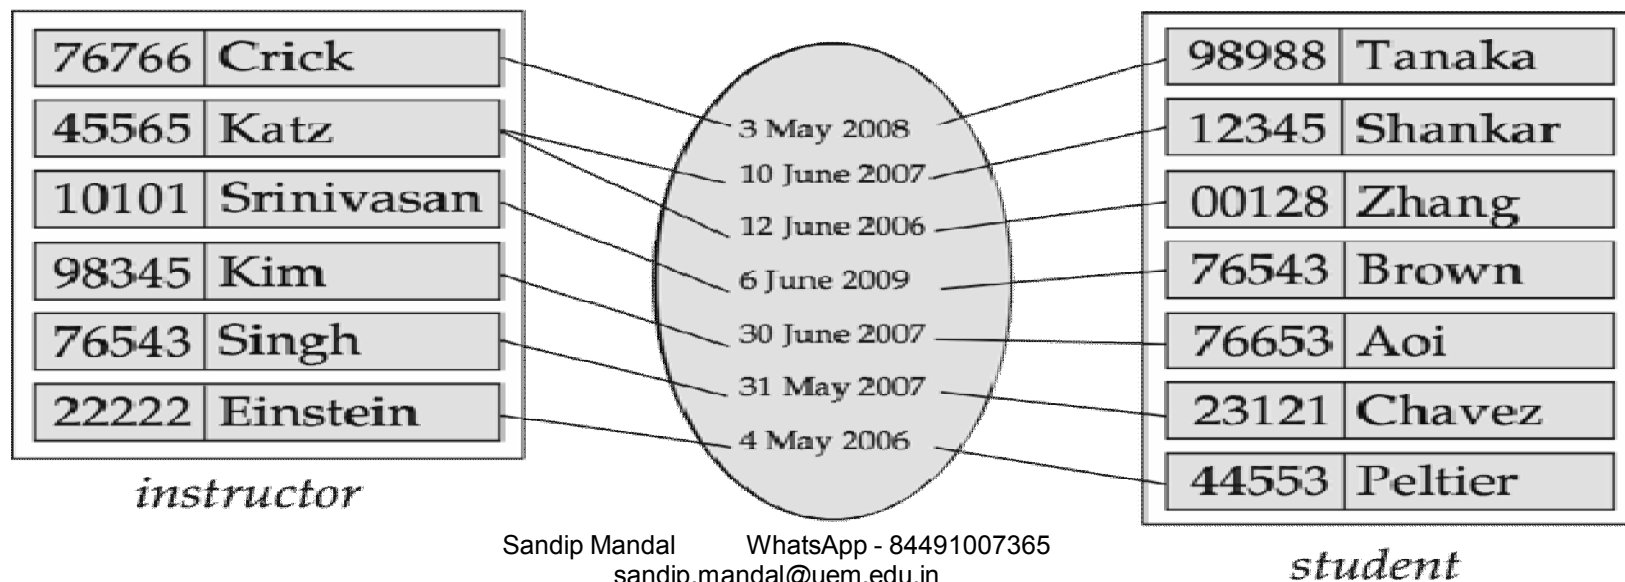 76766 Crick
45565 Katz
10101 Srinivasan
98345 Kim
76543 Singh
22222 Einstein
instructor
3 May 2008
10 June 2007
12 June 2006
6 June 2009
30 June 2007
31 May 2007
4 May 2006
98988 Tanaka
12345 Shankar
00128 Zhang
76543 Brown
76653 Aoi
23121 Chavez
44553 Peltier
student
Sandip Mandal WhatsApp - 84491007365
sandip.mandal@uem.edu.in